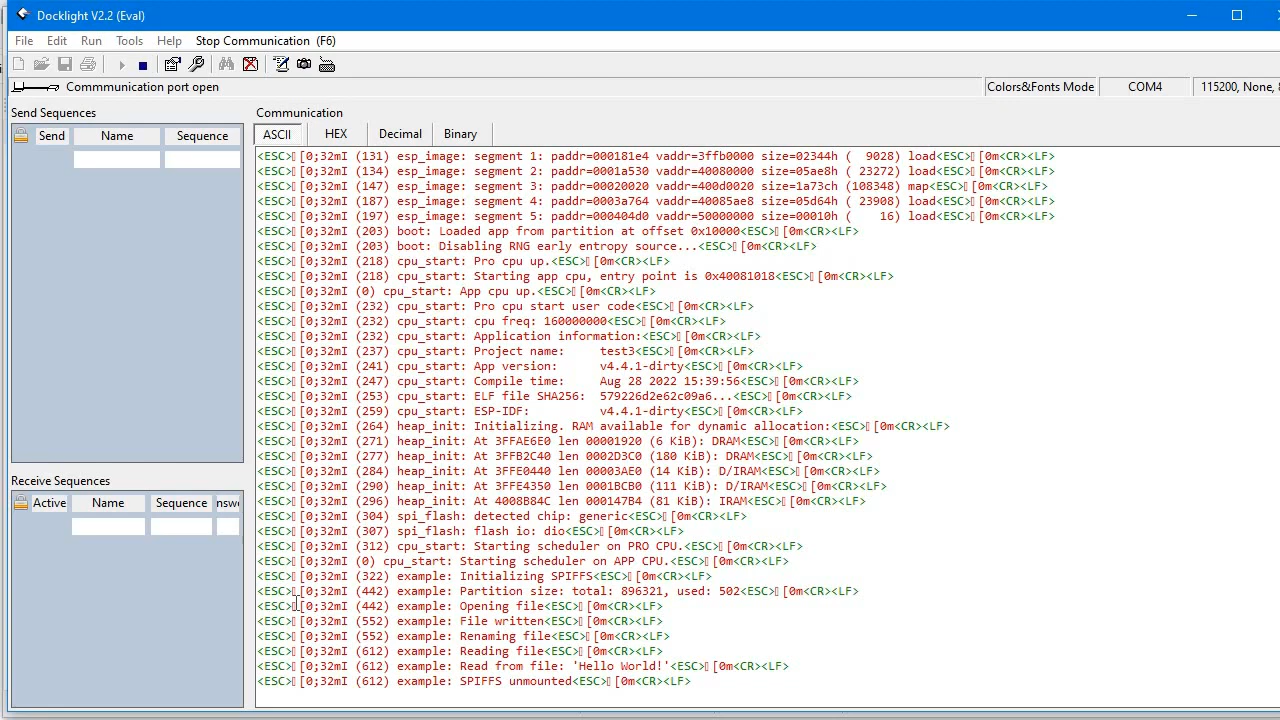 Docklight V2.2 (Eval)
File Edit Run Tools Help Stop Communication (F6)
Commmunication port open
Colors&Fonts Mode COM4 115200, None, 8
Send Sequences
Send Name Sequence
Communication
ASCII HEX Decimal Binary
<ESC>[0;32mI (131) esp_image: segment 1: paddr=000181e4 vaddr=3ffb0000 size=02344h (  9028) load<ESC>[0m<CR><LF>
<ESC>[0;32mI (134) esp_image: segment 2: paddr=0001a530 vaddr=40080000 size=05ae8h ( 23272) load<ESC>[0m<CR><LF>
<ESC>[0;32mI (147) esp_image: segment 3: paddr=00020020 vaddr=400d0020 size=1a73ch (108348) map<ESC>[0m<CR><LF>
<ESC>[0;32mI (187) esp_image: segment 4: paddr=0003a764 vaddr=40085ae8 size=05d64h ( 23908) load<ESC>[0m<CR><LF>
<ESC>[0;32mI (197) esp_image: segment 5: paddr=000404d0 vaddr=50000000 size=00010h (    16) load<ESC>[0m<CR><LF>
<ESC>[0;32mI (203) boot: Loaded app from partition at offset 0x10000<ESC>[0m<CR><LF>
<ESC>[0;32mI (203) boot: Disabling RNG early entropy source...<ESC>[0m<CR><LF>
<ESC>[0;32mI (218) cpu_start: Pro cpu up.<ESC>[0m<CR><LF>
<ESC>[0;32mI (218) cpu_start: Starting app cpu, entry point is 0x40081018<ESC>[0m<CR><LF>
<ESC>[0;32mI (0) cpu_start: App cpu up.<ESC>[0m<CR><LF>
<ESC>[0;32mI (232) cpu_start: Pro cpu start user code<ESC>[0m<CR><LF>
<ESC>[0;32mI (232) cpu_start: cpu freq: 160000000<ESC>[0m<CR><LF>
<ESC>[0;32mI (232) cpu_start: Application information:<ESC>[0m<CR><LF>
<ESC>[0;32mI (237) cpu_start: Project name:     test3<ESC>[0m<CR><LF>
<ESC>[0;32mI (241) cpu_start: App version:      v4.4.1-dirty<ESC>[0m<CR><LF>
<ESC>[0;32mI (247) cpu_start: Compile time:     Aug 28 2022 15:39:56<ESC>[0m<CR><LF>
<ESC>[0;32mI (253) cpu_start: ELF file SHA256:  579226d2e62c09a6...<ESC>[0m<CR><LF>
<ESC>[0;32mI (259) cpu_start: ESP-IDF:          v4.4.1-dirty<ESC>[0m<CR><LF>
<ESC>[0;32mI (264) heap_init: Initializing. RAM available for dynamic allocation:<ESC>[0m<CR><LF>
<ESC>[0;32mI (271) heap_init: At 3FFAE6E0 len 00001920 (6 KiB): DRAM<ESC>[0m<CR><LF>
<ESC>[0;32mI (277) heap_init: At 3FFB2C40 len 0002D3C0 (180 KiB): DRAM<ESC>[0m<CR><LF>
<ESC>[0;32mI (284) heap_init: At 3FFE0440 len 00003AE0 (14 KiB): D/IRAM<ESC>[0m<CR><LF>
<ESC>[0;32mI (290) heap_init: At 3FFE4350 len 0001BCB0 (111 KiB): D/IRAM<ESC>[0m<CR><LF>
<ESC>[0;32mI (296) heap_init: At 4008B84C len 000147B4 (81 KiB): IRAM<ESC>[0m<CR><LF>
<ESC>[0;32mI (304) spi_flash: detected chip: generic<ESC>[0m<CR><LF>
<ESC>[0;32mI (307) spi_flash: flash io: dio<ESC>[0m<CR><LF>
<ESC>[0;32mI (312) cpu_start: Starting scheduler on PRO CPU.<ESC>[0m<CR><LF>
<ESC>[0;32mI (0) cpu_start: Starting scheduler on APP CPU.<ESC>[0m<CR><LF>
<ESC>[0;32mI (322) example: Initializing SPIFFS<ESC>[0m<CR><LF>
<ESC>[0;32mI (442) example: Partition size: total: 896321, used: 502<ESC>[0m<CR><LF>
<ESC>[0;32mI (442) example: Opening file<ESC>[0m<CR><LF>
<ESC>[0;32mI (552) example: File written<ESC>[0m<CR><LF>
<ESC>[0;32mI (552) example: Renaming file<ESC>[0m<CR><LF>
<ESC>[0;32mI (612) example: Reading file<ESC>[0m<CR><LF>
<ESC>[0;32mI (612) example: Read from file: 'Hello World!'<ESC>[0m<CR><LF>
<ESC>[0;32mI (612) example: SPIFFS unmounted<ESC>[0m<CR><LF>
Receive Sequences
Active Name Sequence nswe